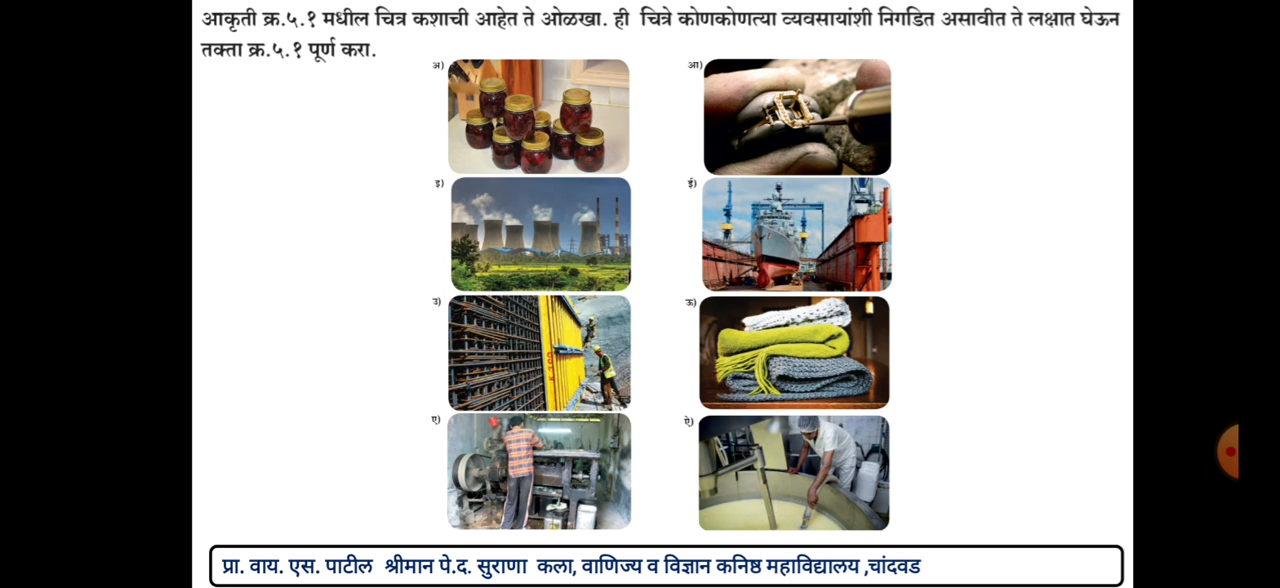 आकृती क्र.५.१ मधील चित्र कशाची आहेत ते ओळखा. ही चित्रे कोणकोणत्या व्यवसायांशी निगडित असावीत ते लक्षात घेऊन
तक्ता क्र.५.१ पूर्ण करा.
अ) आ)
इ) ई)
उ) ऊ)
ए) ऐ)
प्रा. वाय. एस. पाटील श्रीमान पे.द. सुराणा कला, वाणिज्य व विज्ञान कनिष्ठ महाविद्यालय ,चांदवड